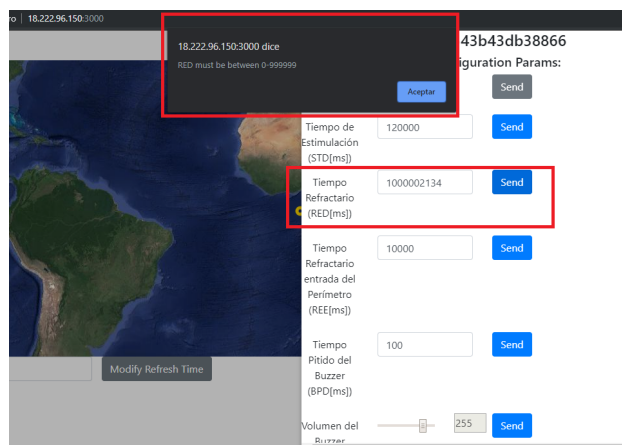 ro
18.222.96.150:3000
18.222.96.150:3000 dice
RED must be between 0-999999
Aceptar
43b43db38866
iguration Params:
Send
Tiempo de
Estimulación
(STD[ms])
120000
Send
Tiempo
Refractario
(RED[ms])
1000002134
Send
Tiempo
Refractario
entrada del
Perímetro
(REE[ms])
10000
Send
Tiempo
Pitido del
Buzzer
(BPD[ms])
100
Send
Modify Refresh Time
Volumen del
Buzzer
255
Send